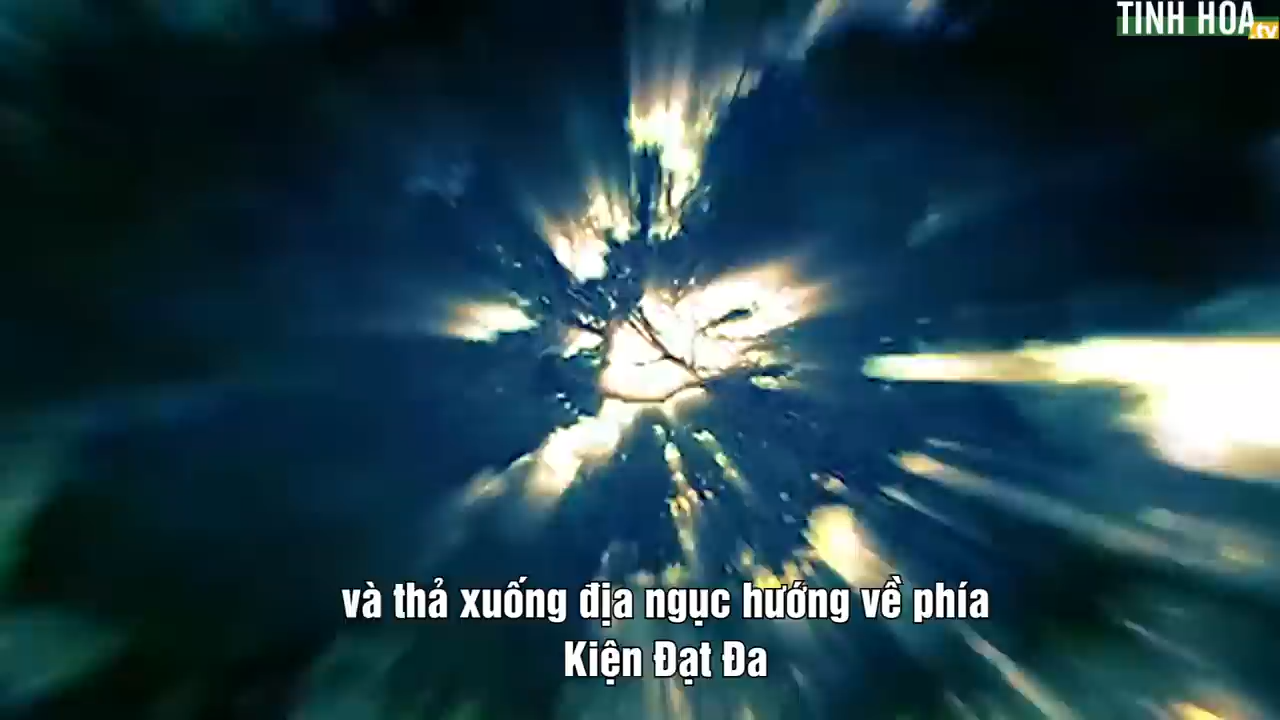 TINH HOA
.tv
và thả xuống địa ngục hướng về phía
Kiện Đạt Đa